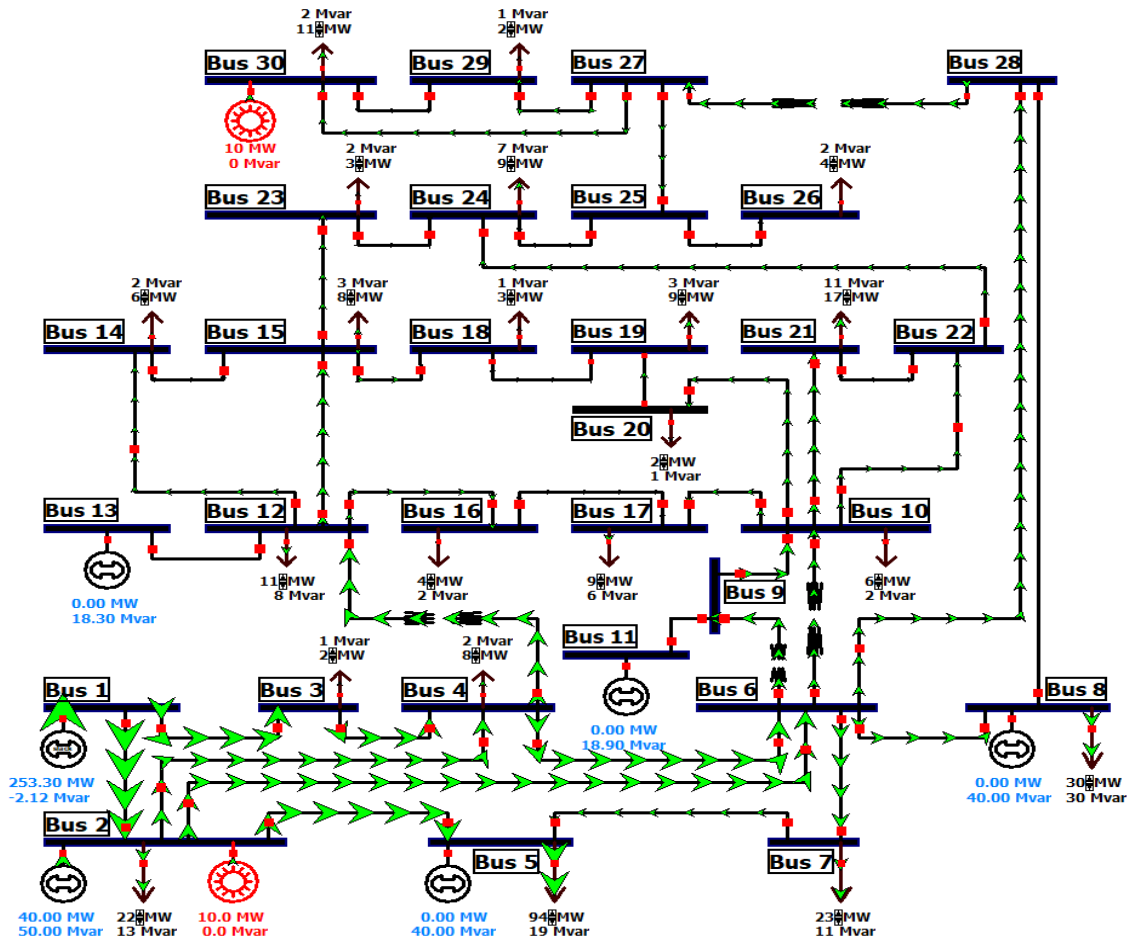 2 Mvar
11 MW
1 Mvar
2 MW
Bus 30
Bus 29
Bus 27
Bus 28
10 MW
0 Mvar
2 Mvar
3 MW
7 Mvar
9 MW
2 Mvar
4 MW
Bus 23
Bus 24
Bus 25
Bus 26
2 Mvar
6 MW
3 Mvar
8 MW
1 Mvar
3 MW
3 Mvar
9 MW
11 Mvar
17 MW
Bus 14
Bus 15
Bus 18
Bus 19
Bus 21
Bus 22
Bus 20
2 MW
1 Mvar
Bus 13
Bus 12
Bus 16
Bus 17
Bus 10
0.00 MW
18.30 Mvar
11 MW
8 Mvar
4 MW
2 Mvar
9 MW
6 Mvar
6 MW
2 Mvar
Bus 9
1 Mvar
2 MW
2 Mvar
8 MW
Bus 11
Bus 1
Bus 3
Bus 4
Bus 6
Bus 8
0.00 MW
18.90 Mvar
253.30 MW
-2.12 Mvar
0.00 MW
40.00 Mvar
30 MW
30 Mvar
Bus 2
Bus 5
Bus 7
40.00 MW
50.00 Mvar
22 MW
13 Mvar
10.0 MW
0.0 Mvar
0.00 MW
40.00 Mvar
94 MW
19 Mvar
23 MW
11 Mvar